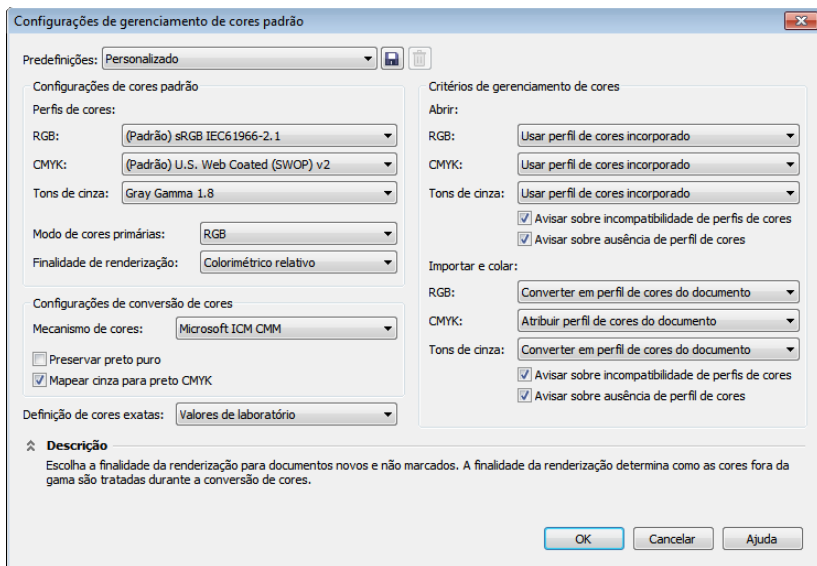 Configurações de gerenciamento de cores padrão
Predefinições: Personalizado
Configurações de cores padrão
Perfis de cores:
RGB: (Padrão) sRGB IEC61966-2.1
CMYK: (Padrão) U.S. Web Coated (SWOP) v2
Tons de cinza: Gray Gamma 1.8
Modo de cores primárias: RGB
Finalidade de renderização: Colorimétrico relativo
Configurações de conversão de cores
Mecanismo de cores: Microsoft ICM CMM
Preservar preto puro
Mapear cinza para preto CMYK
Definição de cores exatas: Valores de laboratório
Critérios de gerenciamento de cores
Abrir:
RGB: Usar perfil de cores incorporado
CMYK: Usar perfil de cores incorporado
Tons de cinza: Usar perfil de cores incorporado
Avisar sobre incompatibilidade de perfis de cores
Avisar sobre ausência de perfil de cores
Importar e colar:
RGB: Converter em perfil de cores do documento
CMYK: Atribuir perfil de cores do documento
Tons de cinza: Converter em perfil de cores do documento
Avisar sobre incompatibilidade de perfis de cores
Avisar sobre ausência de perfil de cores
Descrição
Escolha a finalidade da renderização para documentos novos e não marcados. A finalidade da renderização determina como as cores fora da
gama são tratadas durante a conversão de cores.
OK Cancelar Ajuda